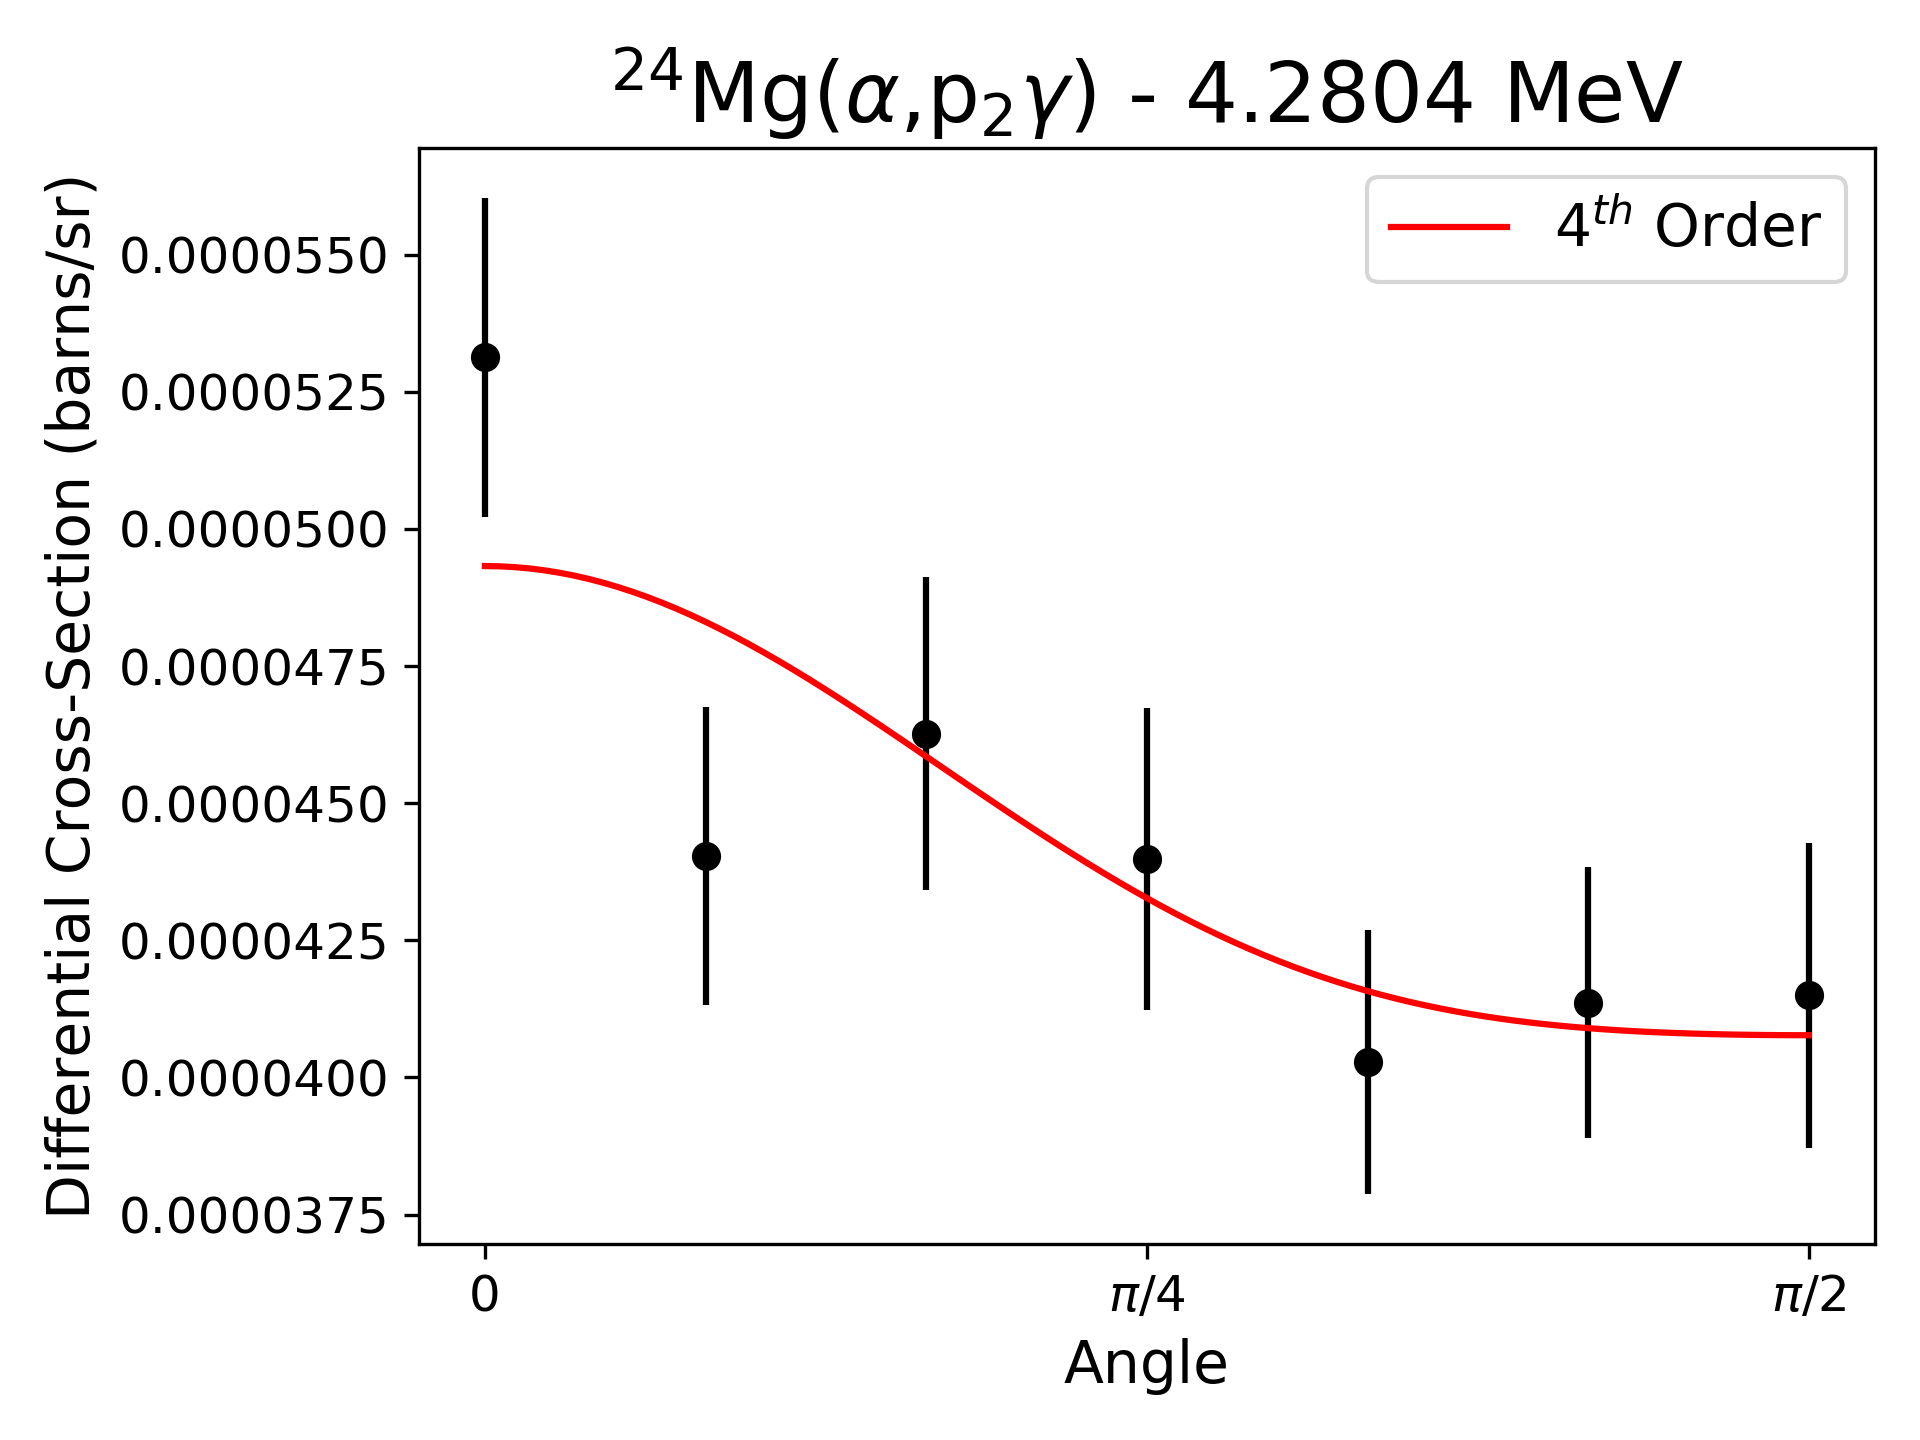 ²⁴Mg(α,p₂γ) - 4.2804 MeV
4ᵗʰ Order
Differential Cross-Section (barns/sr)
0.0000550
0.0000525
0.0000500
0.0000475
0.0000450
0.0000425
0.0000400
0.0000375
0 π/4 π/2
Angle